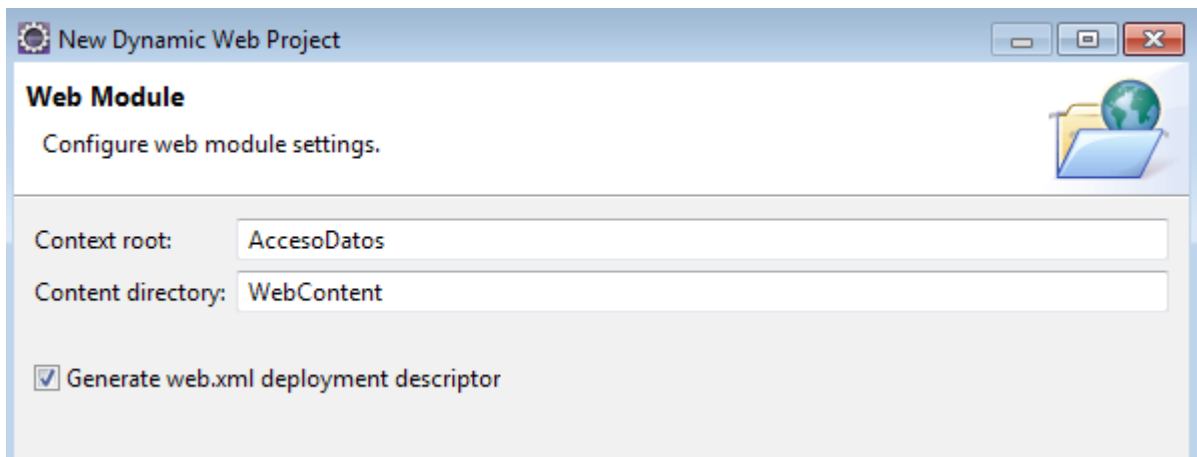 New Dynamic Web Project
Web Module
Configure web module settings.
Context root: AccesoDatos
Content directory: WebContent
Generate web.xml deployment descriptor